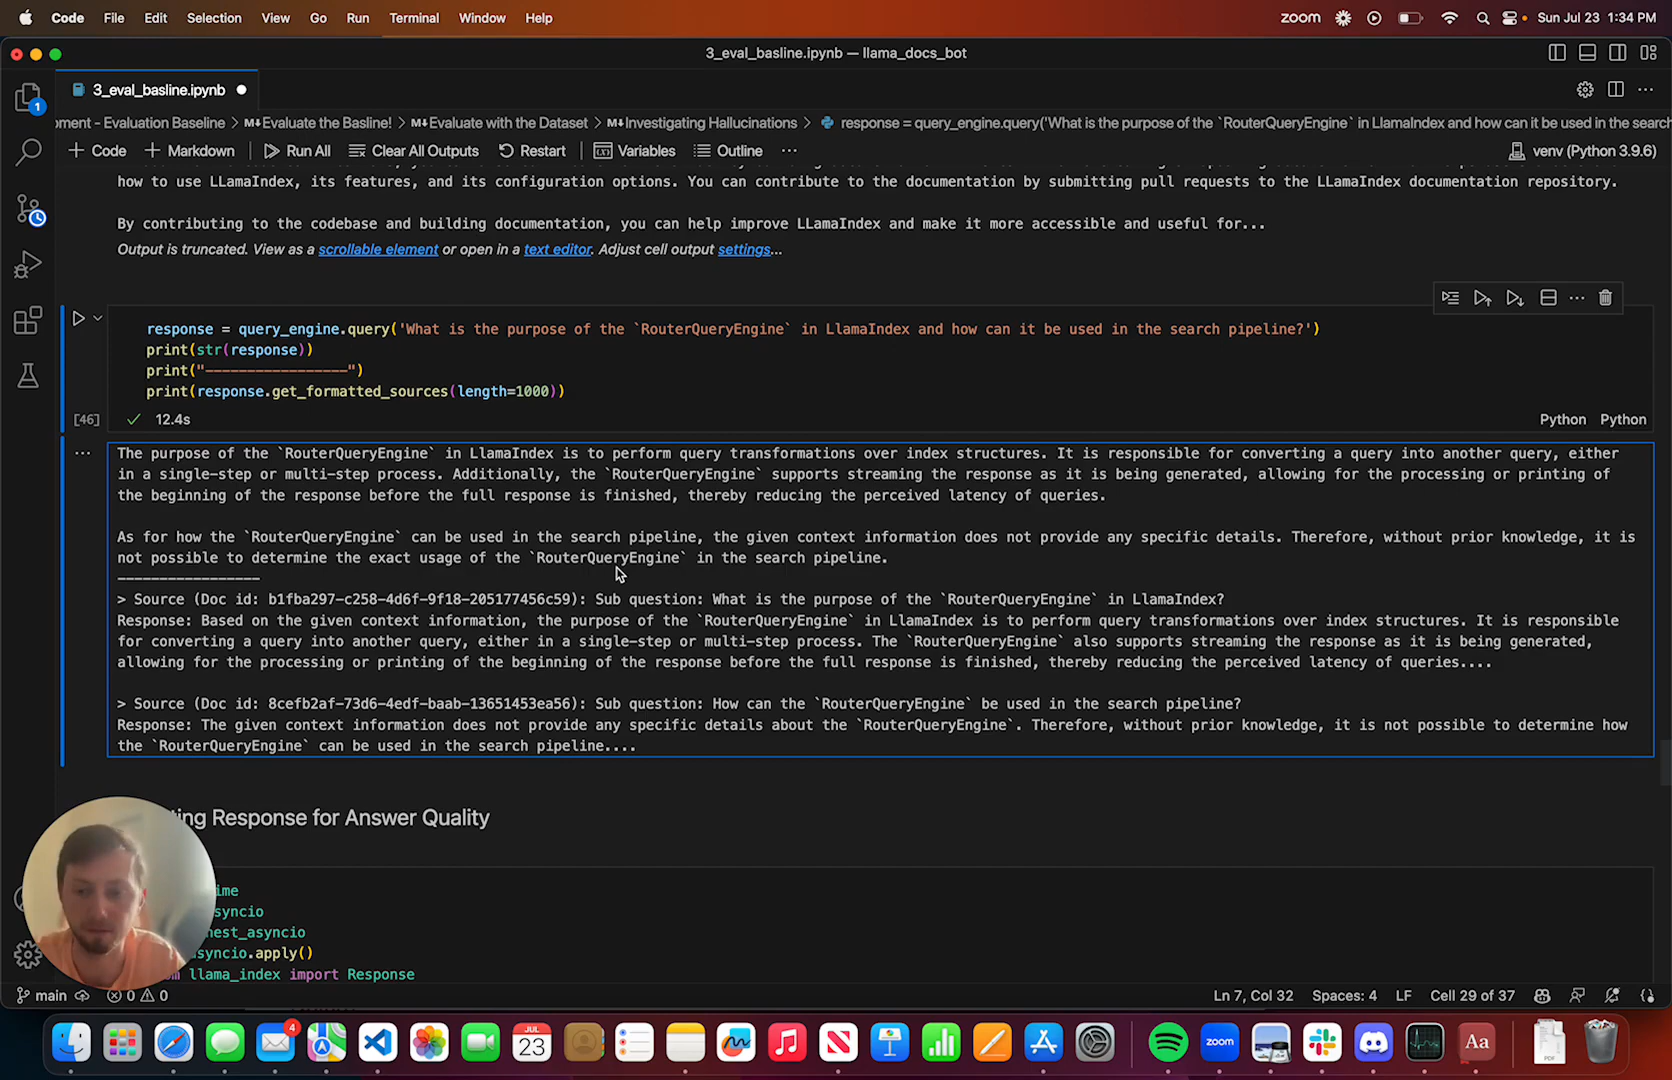 Code File Edit Selection View Go Run Terminal Window Help zoom Sun Jul 23 1:34 PM
3_eval_basline.ipynb — llama_docs_bot
3_eval_basline.ipynb
1
pment - Evaluation Baseline > Evaluate the Basline! > Evaluate with the Dataset > Investigating Hallucinations > response = query_engine.query('What is the purpose of the `RouterQueryEngine` in LlamaIndex and how can it be used in the searc
+ Code + Markdown Run All Clear All Outputs Restart Variables Outline ... venv (Python 3.9.6)
how to use LLamaIndex, its features, and its configuration options. You can contribute to the documentation by submitting pull requests to the LLamaIndex documentation repository.
By contributing to the codebase and building documentation, you can help improve LLamaIndex and make it more accessible and useful for...
Output is truncated. View as a scrollable element or open in a text editor. Adjust cell output settings...
response = query_engine.query('What is the purpose of the `RouterQueryEngine` in LlamaIndex and how can it be used in the search pipeline?')
print(str(response))
print("-----------------")
print(response.get_formatted_sources(length=1000))
[46] ✓ 12.4s Python Python
The purpose of the `RouterQueryEngine` in LlamaIndex is to perform query transformations over index structures. It is responsible for converting a query into another query, either
in a single-step or multi-step process. Additionally, the `RouterQueryEngine` supports streaming the response as it is being generated, allowing for the processing or printing of
the beginning of the response before the full response is finished, thereby reducing the perceived latency of queries.
As for how the `RouterQueryEngine` can be used in the search pipeline, the given context information does not provide any specific details. Therefore, without prior knowledge, it is
not possible to determine the exact usage of the `RouterQueryEngine` in the search pipeline.
-----------------
> Source (Doc id: b1fba297-c258-4d6f-9f18-205177456c59): Sub question: What is the purpose of the `RouterQueryEngine` in LlamaIndex?
Response: Based on the given context information, the purpose of the `RouterQueryEngine` in LlamaIndex is to perform query transformations over index structures. It is responsible
for converting a query into another query, either in a single-step or multi-step process. The `RouterQueryEngine` also supports streaming the response as it is being generated,
allowing for the processing or printing of the beginning of the response before the full response is finished, thereby reducing the perceived latency of queries....
> Source (Doc id: 8cefb2af-73d6-4edf-baab-13651453ea56): Sub question: How can the `RouterQueryEngine` be used in the search pipeline?
Response: The given context information does not provide any specific details about the `RouterQueryEngine`. Therefore, without prior knowledge, it is not possible to determine how
the `RouterQueryEngine` can be used in the search pipeline....
ting Response for Answer Quality
ime
syncio
nest_asyncio
asyncio.apply()
m llama_index import Response
main 0 0 Ln 7, Col 32 Spaces: 4 LF Cell 29 of 37
4 JUL 23 zoom Aa PDF